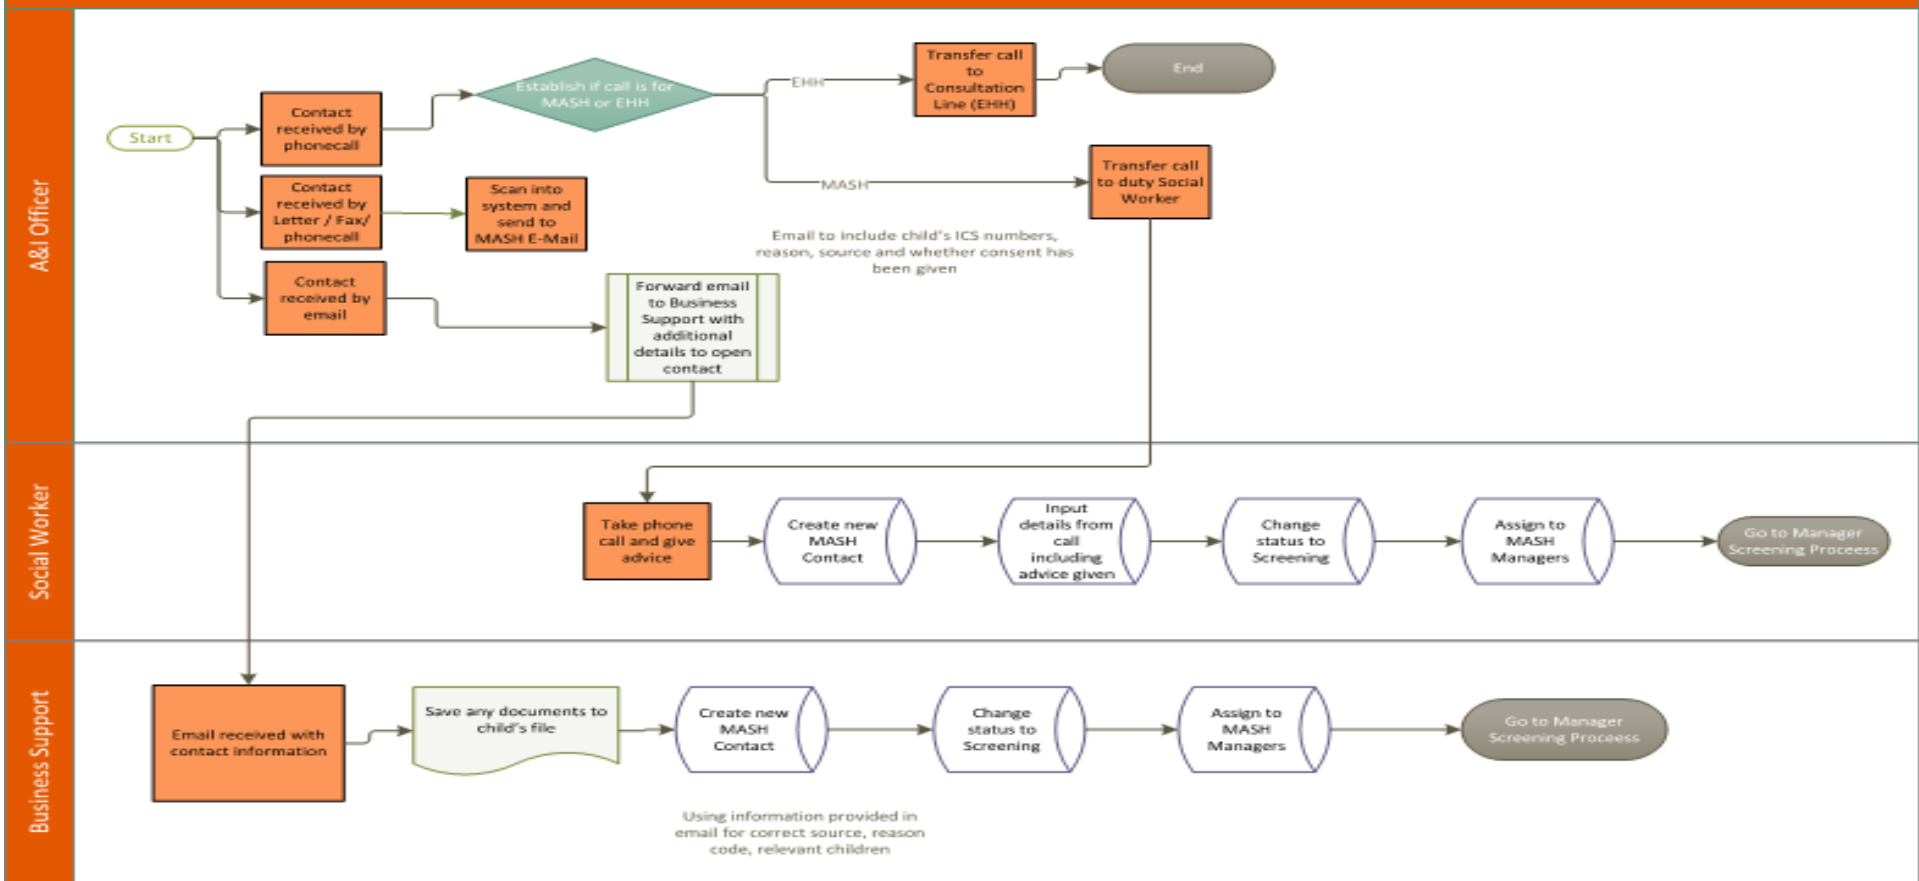 A&I Officer
Start
Contact
received by
phonecall
Establish if call is for
MASH or EHH
EHH
Transfer call
to
Consultation
Line (EHH)
End
MASH
Transfer call
to duty Social
Worker
Contact
received by
Letter / Fax/
phonecall
Scan into
system and
send to
MASH E-Mail
Email to include child's ICS numbers,
reason, source and whether consent has
been given
Contact
received by
email
Forward email
to Business
Support with
additional
details to open
contact
Social Worker
Take phone
call and give
advice
Create new
MASH
Contact
Input
details from
call
including
advice given
Change
status to
Screening
Assign to
MASH
Managers
Go to Manager
Screening Proceess
Business Support
Email received with
contact information
Save any documents to
child's file
Create new
MASH
Contact
Change
status to
Screening
Assign to
MASH
Managers
Go to Manager
Screening Proceess
Using information provided in
email for correct source, reason
code, relevant children